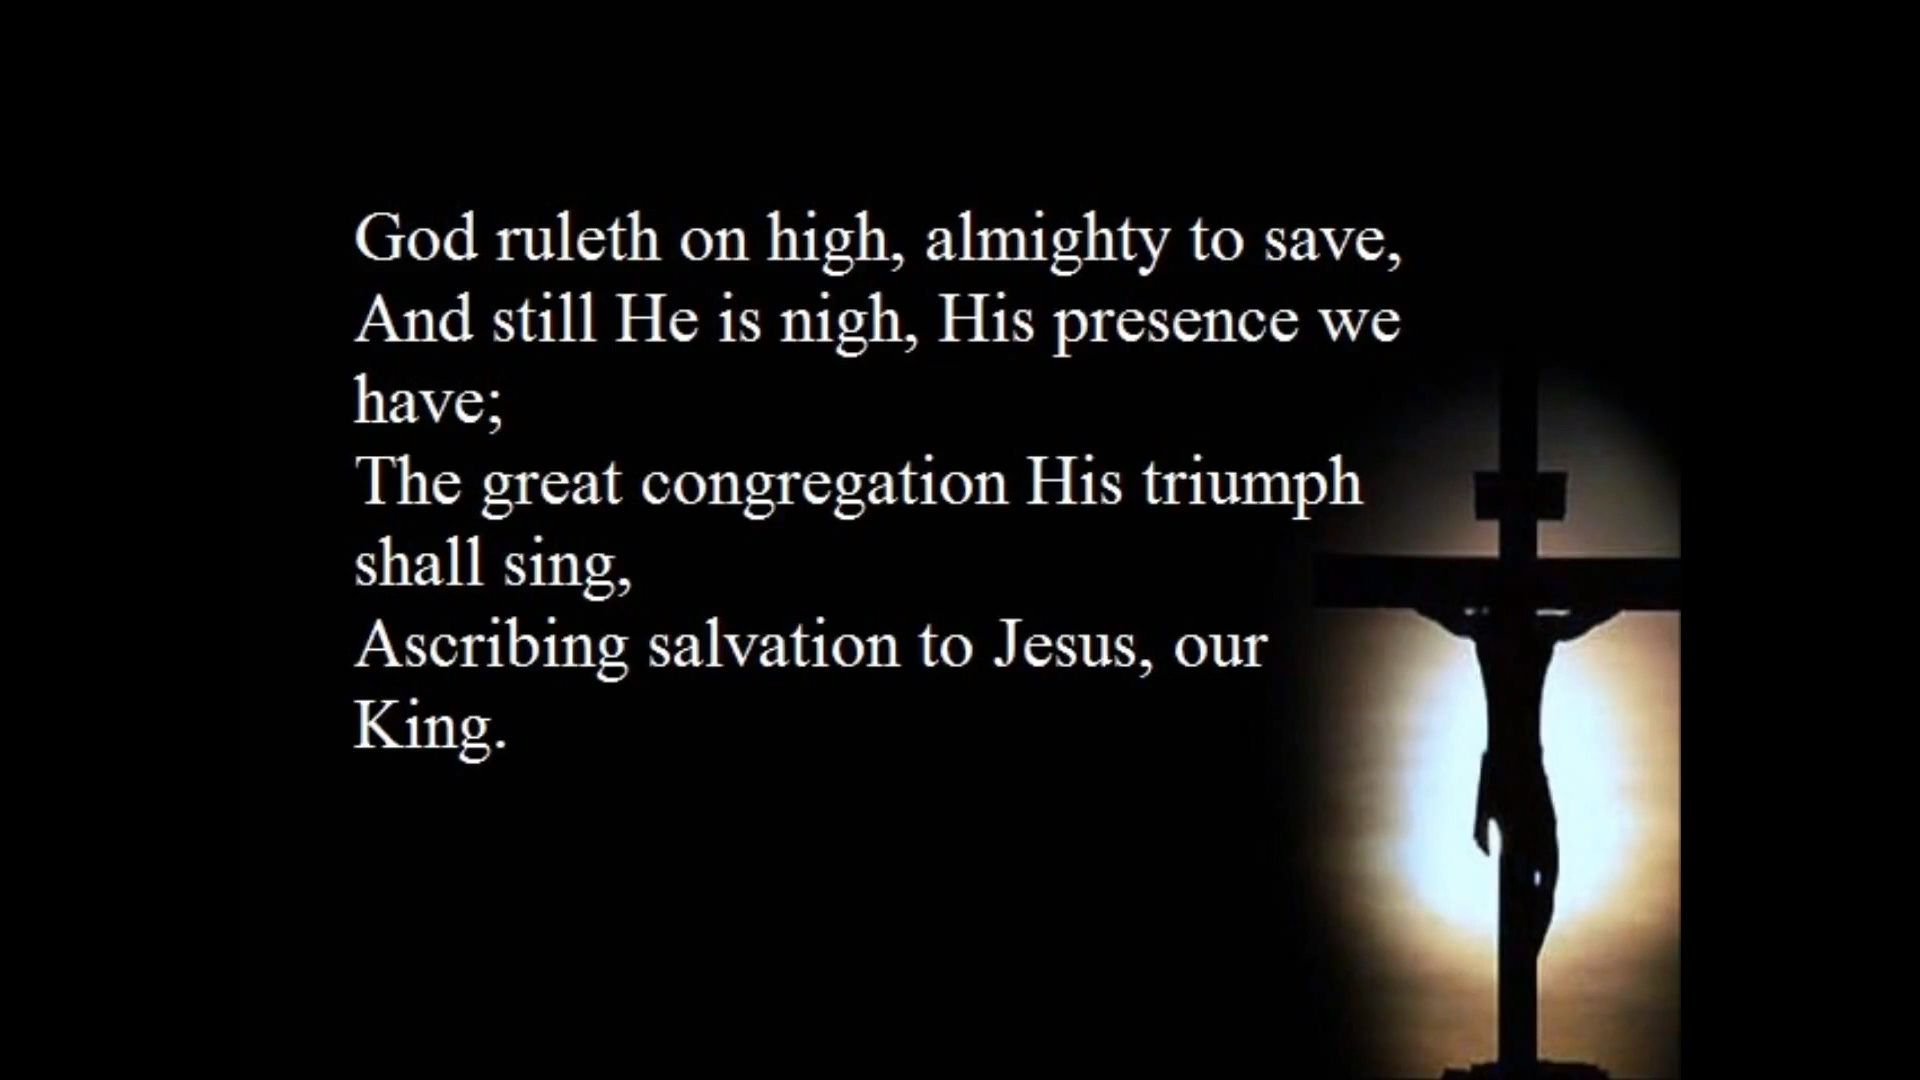 God ruleth on high, almighty to save,
And still He is nigh, His presence we
have;
The great congregation His triumph
shall sing,
Ascribing salvation to Jesus, our
King.